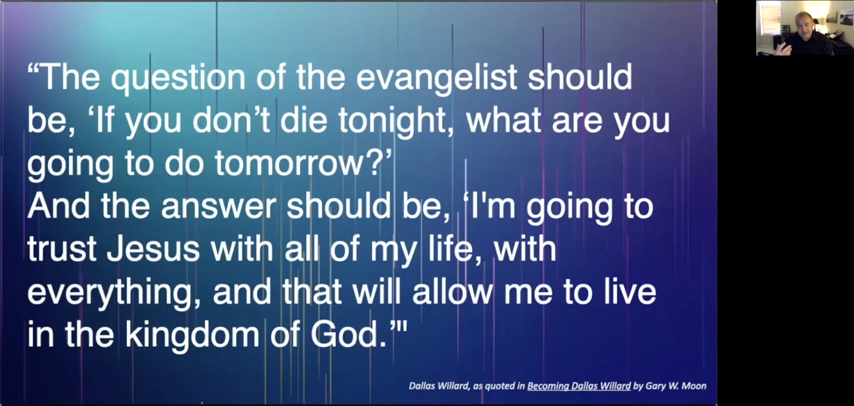 “The question of the evangelist should
be, ‘If you don’t die tonight, what are you
going to do tomorrow?’
And the answer should be, ‘I'm going to
trust Jesus with all of my life, with
everything, and that will allow me to live
in the kingdom of God.’"
Dallas Willard, as quoted in Becoming Dallas Willard by Gary W. Moon